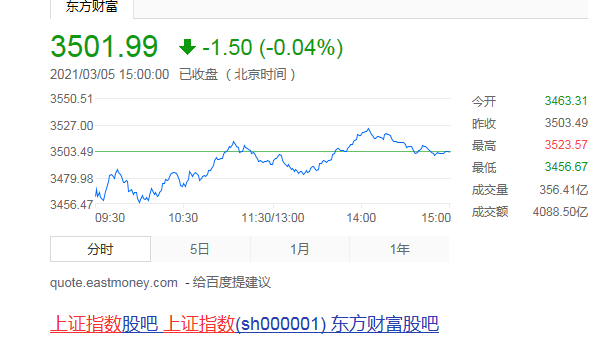 东方财富
3501.99 -1.50 (-0.04%)
2021/03/05 15:00:00 已收盘 (北京时间)
3550.51
3527.00
3503.49
3479.98
3456.47
09:30 10:30 11:30/13:00 14:00 15:00
今开 3463.31
昨收 3503.49
最高 3523.57
最低 3456.67
成交量 356.41亿
成交额 4088.50亿
分时 5日 1月 1年
quote.eastmoney.com - 给百度提建议
上证指数股吧 上证指数(sh000001) 东方财富股吧